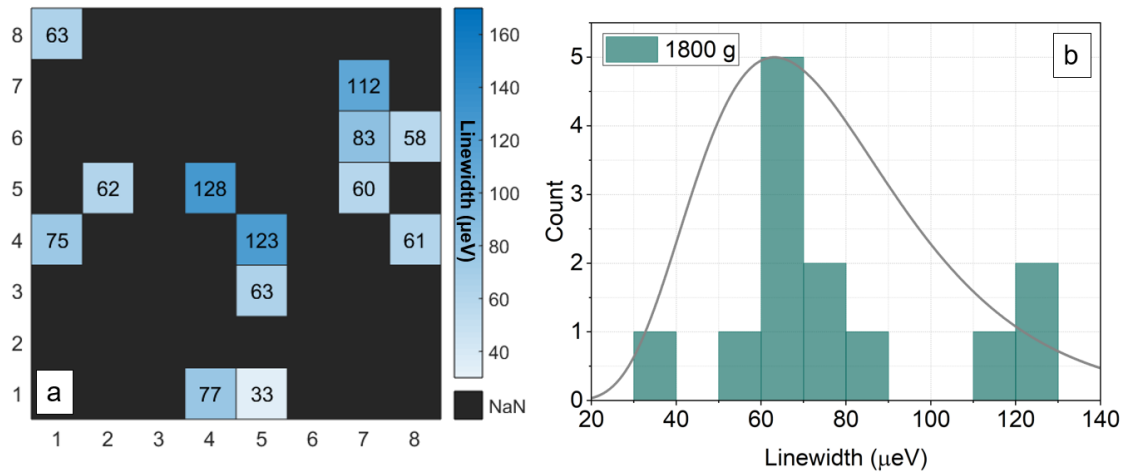 8 63 160
7 112 140
6 83 58 120
5 62 128 60 100
4 75 123 61 80
3 63 60
2 40
1 a 77 33 NaN
1 2 3 4 5 6 7 8
Linewidth (μeV)
1800 g
b
5
4
3
2
1
0
Count
20 40 60 80 100 120 140
Linewidth (μeV)